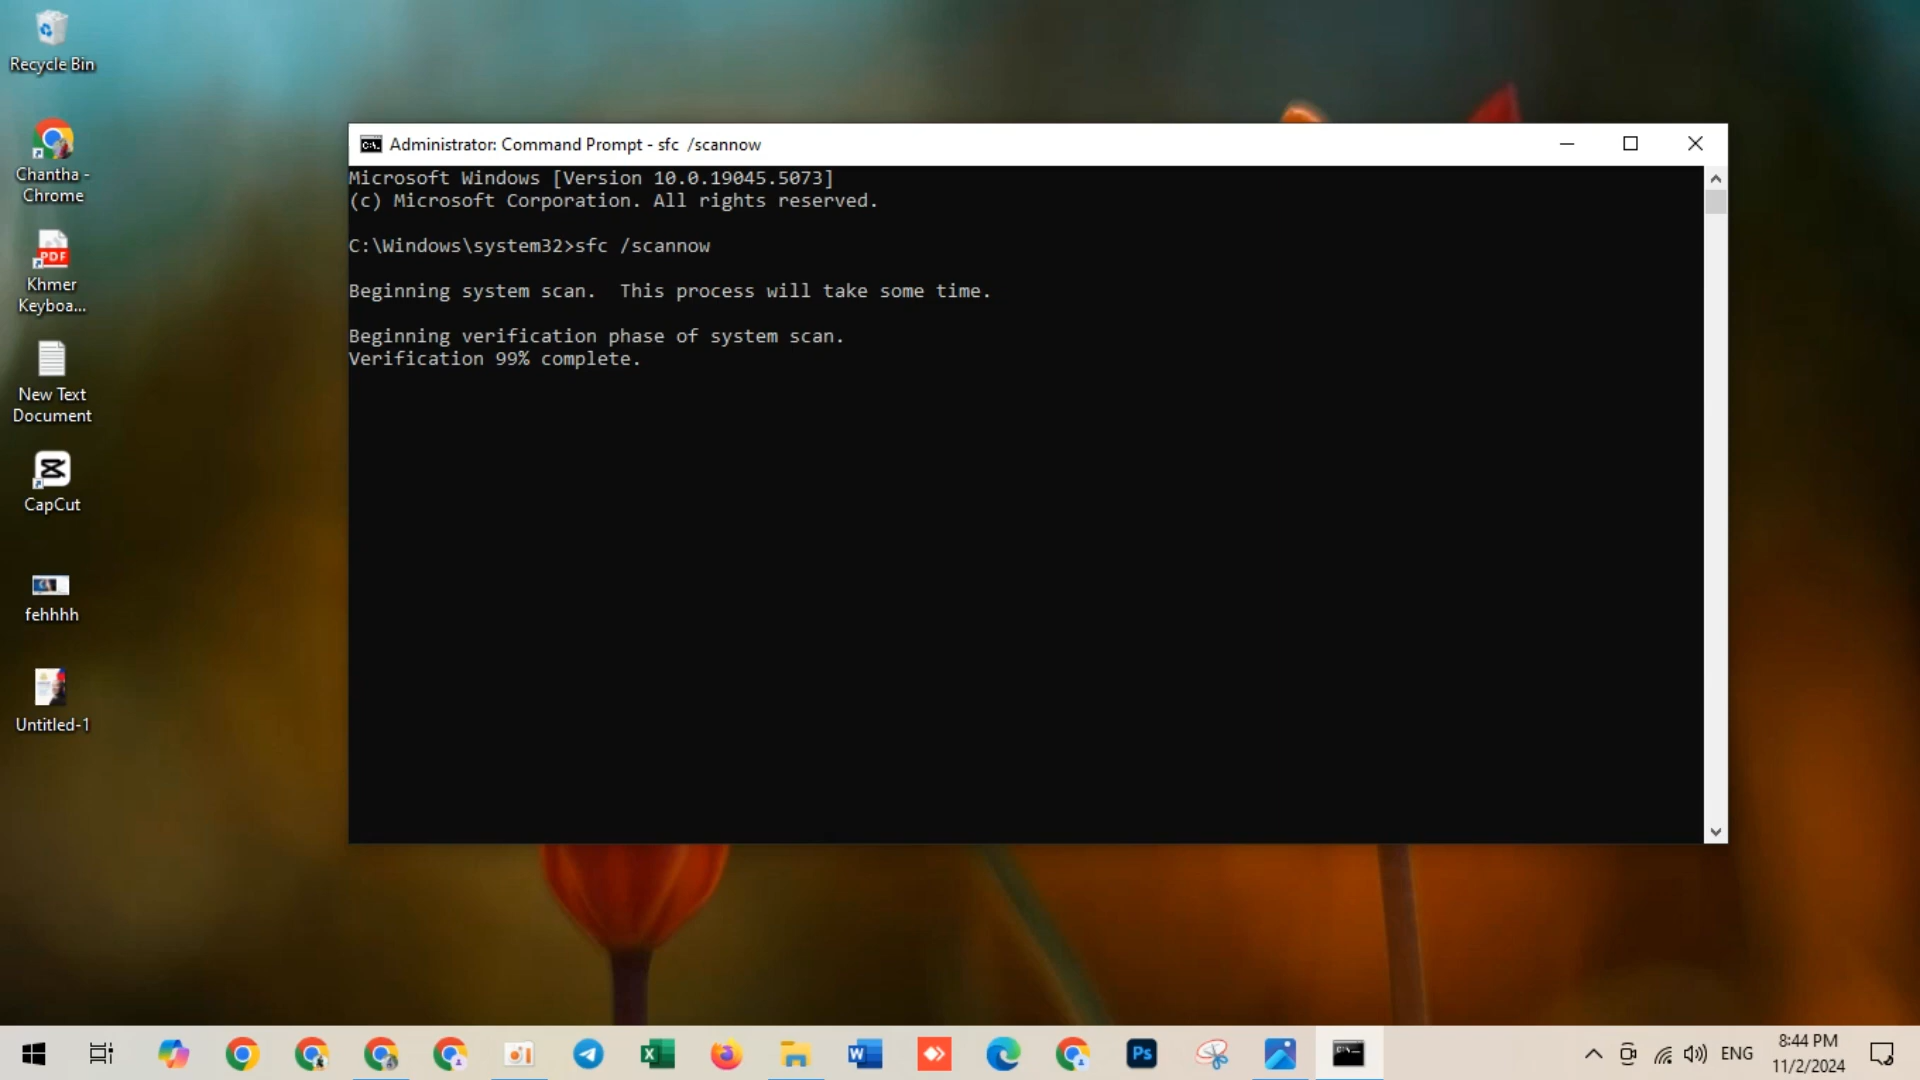 Recycle Bin
Chantha -
Chrome
PDF
Khmer
Keyboa...
New Text
Document
CapCut
fehhhh
Untitled-1
Administrator: Command Prompt - sfc /scannow
Microsoft Windows [Version 10.0.19045.5073]
(c) Microsoft Corporation. All rights reserved.
C:\Windows\system32>sfc /scannow
Beginning system scan.  This process will take some time.
Beginning verification phase of system scan.
Verification 99% complete.
Ps
ENG
8:44 PM
11/2/2024